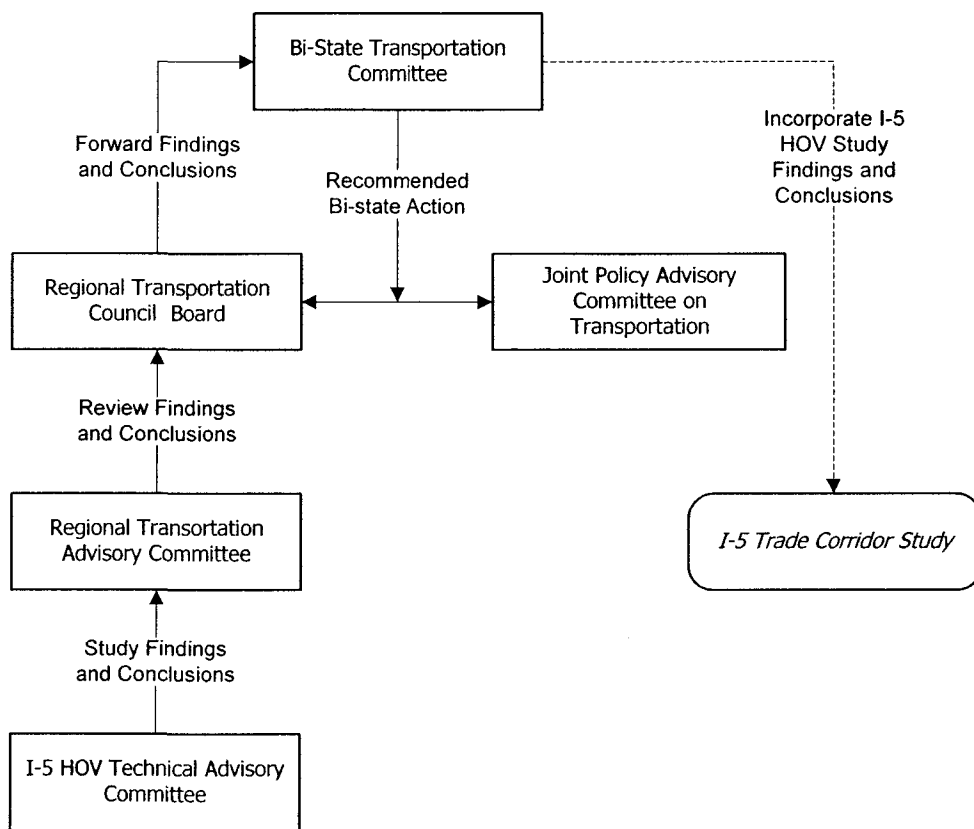 Bi-State Transportation
Committee
Forward Findings
and Conclusions
Recommended
Bi-state Action
Incorporate I-5
HOV Study
Findings and
Conclusions
Regional Transportation
Council Board
Joint Policy Advisory
Committee on
Transportation
Review Findings
and Conclusions
Regional Transortation
Advisory Committee
I-5 Trade Corridor Study
Study Findings
and Conclusions
I-5 HOV Technical Advisory
Committee